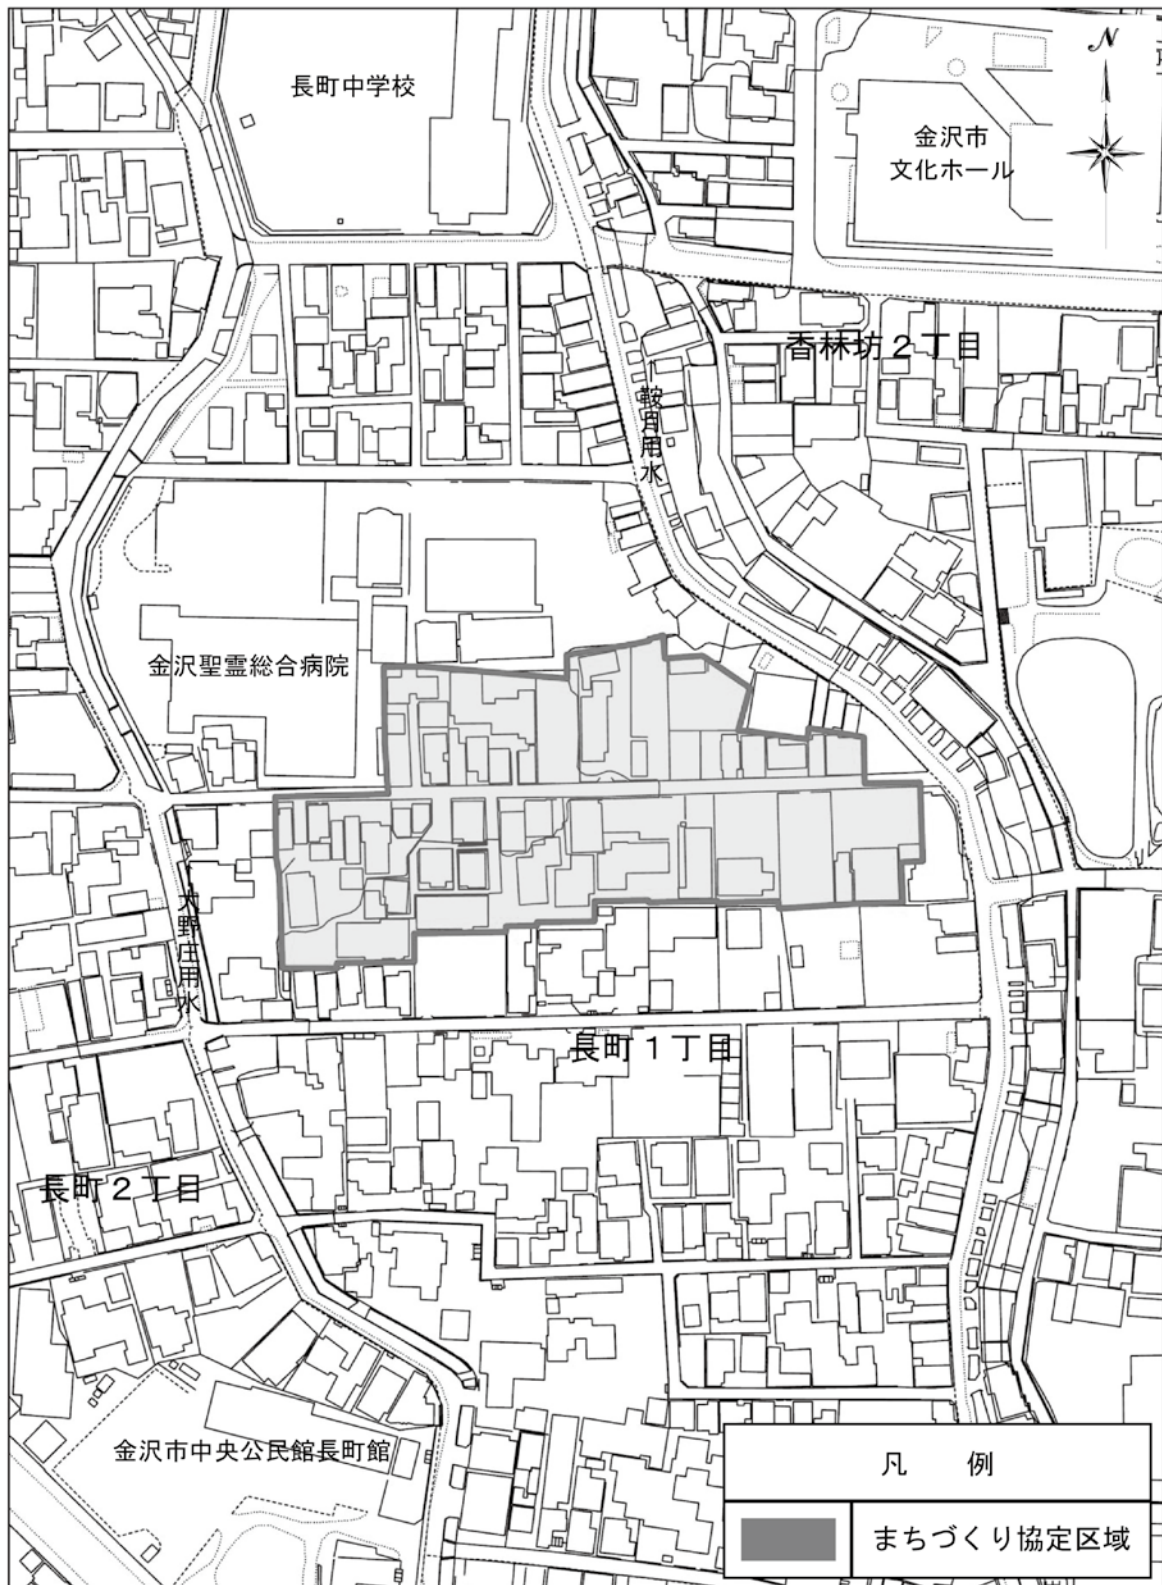 長町中学校
N
金沢市
文化ホール
香林坊２丁目
鞍月用水
金沢聖霊総合病院
大野庄用水
長町１丁目
長町２丁目
金沢市中央公民館長町館
凡　例
まちづくり協定区域